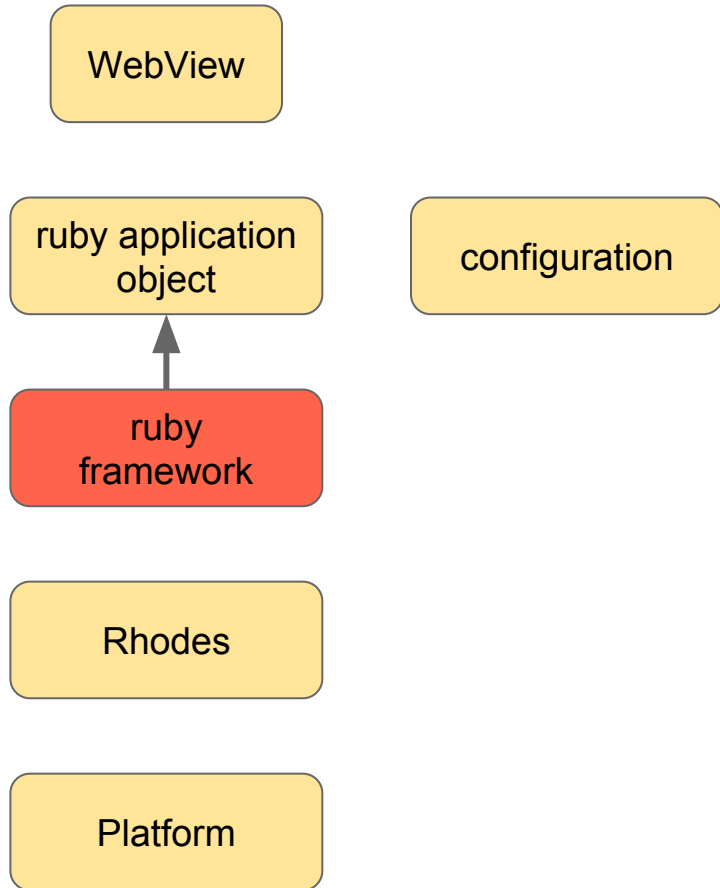 WebView
ruby application
object
configuration
ruby
framework
Rhodes
Platform